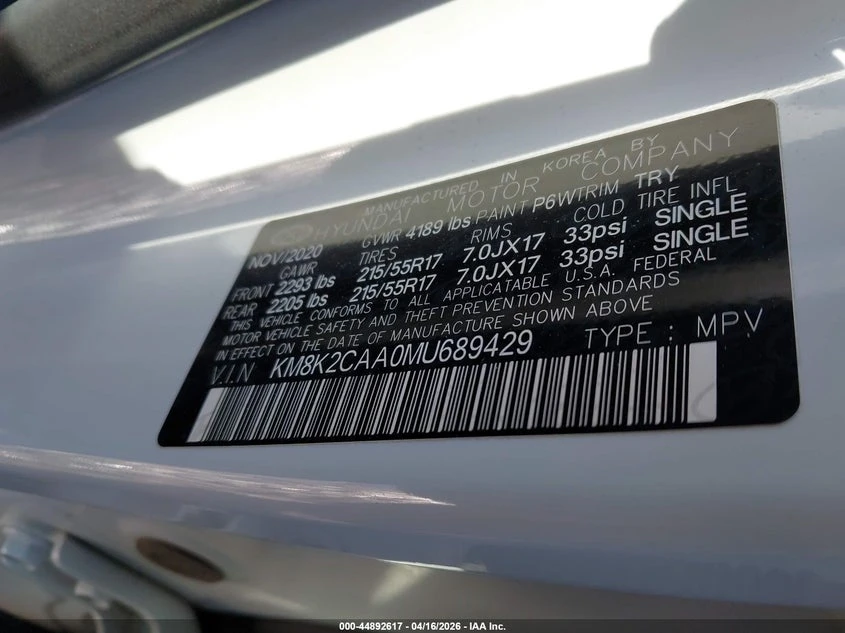 MANUFACTURED IN KOREA BY
HYUNDAI MOTOR COMPANY
NOV/2020 GVWR 4189 lbs PAINT P6W TRIM TRY
GAWR TIRES RIMS COLD TIRE INFL
FRONT 2293 lbs 215/55R17 7.0JX17 33psi SINGLE
REAR 2205 lbs 215/55R17 7.0JX17 33psi SINGLE
THIS VEHICLE CONFORMS TO ALL APPLICATABLE U.S.A. FEDERAL
MOTOR VEHICLE SAFETY AND THEFT PREVENTION STANDARDS
IN EFFECT ON THE DATE OF MANUFACTURE SHOWN ABOVE
V.I.N KM8K2CAA0MU689429 TYPE : MPV
000-44892617 - 04/16/2026 - IAA Inc.